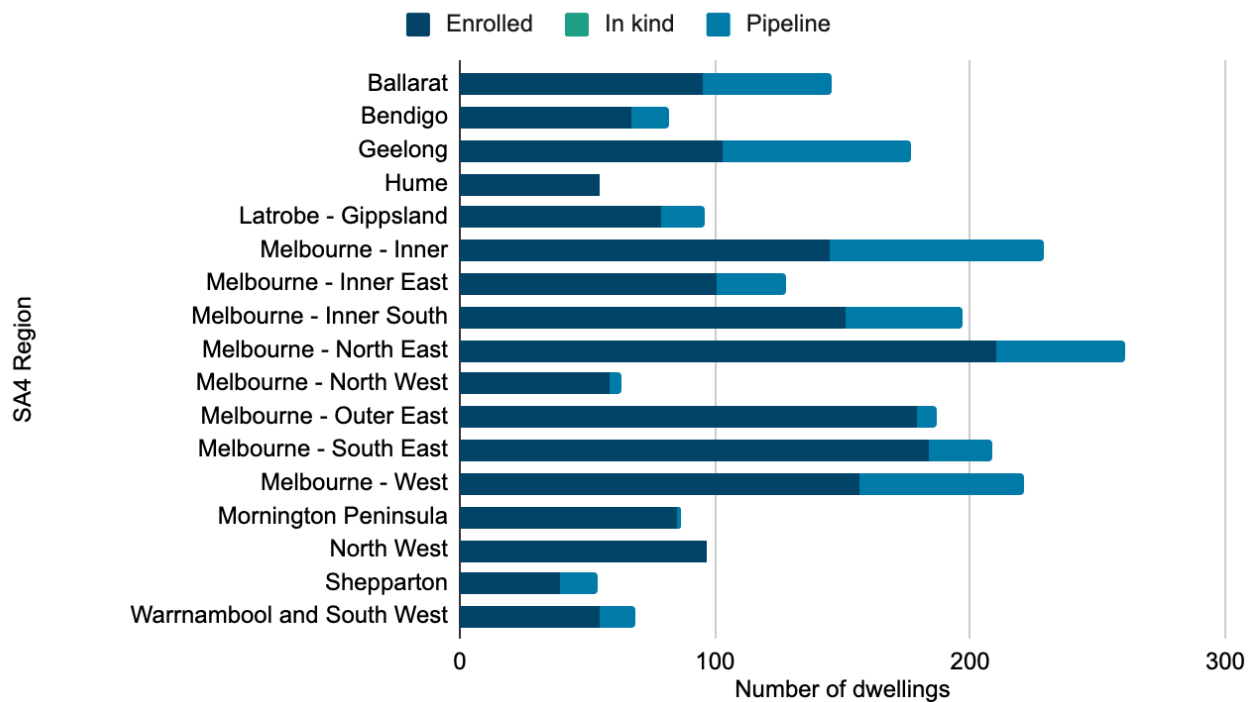 Enrolled In kind Pipeline
Ballarat
Bendigo
Geelong
Hume
Latrobe - Gippsland
Melbourne - Inner
Melbourne - Inner East
Melbourne - Inner South
Melbourne - North East
Melbourne - North West
Melbourne - Outer East
Melbourne - South East
Melbourne - West
Mornington Peninsula
North West
Shepparton
Warrnambool and South West
SA4 Region
0 100 200 300
Number of dwellings